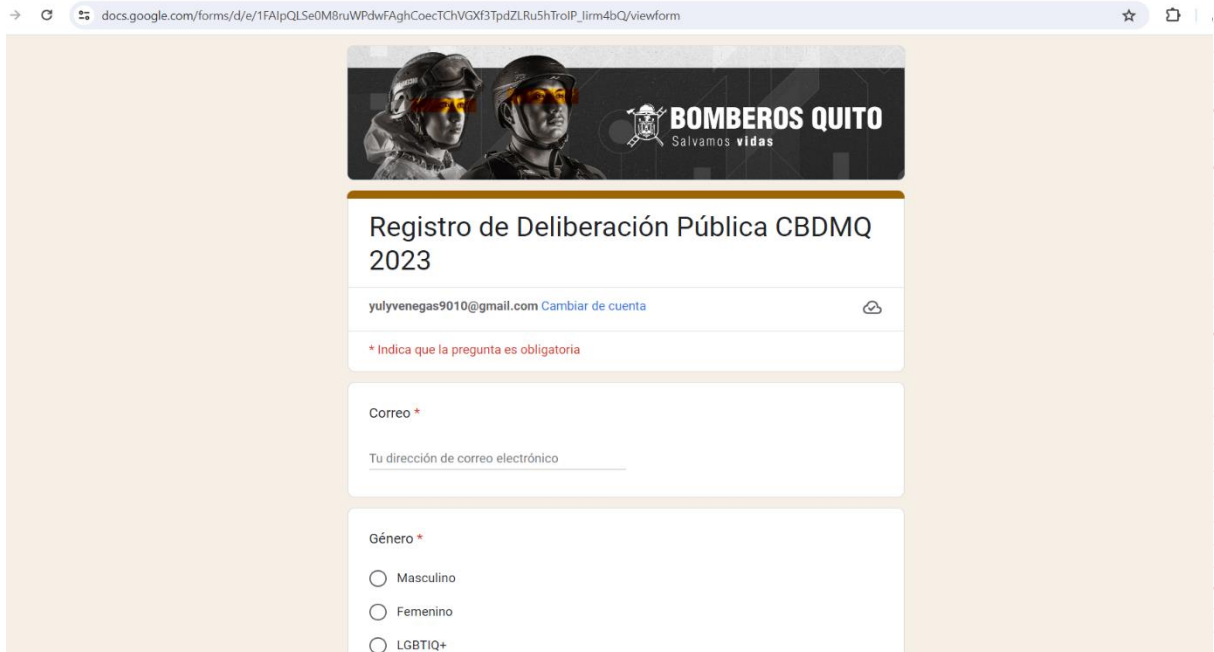 docs.google.com/forms/d/e/1FAIpQLSe0M8ruWPdwFAghCoecTChVGXf3TpdZLRu5hTroIP_Iirm4bQ/viewform
BOMBEROS QUITO
Salvamos vidas
Registro de Deliberación Pública CBDMQ
2023
yulyvenegas9010@gmail.com Cambiar de cuenta
* Indica que la pregunta es obligatoria
Correo *
Tu dirección de correo electrónico
Género *
Masculino
Femenino
LGBTIQ+